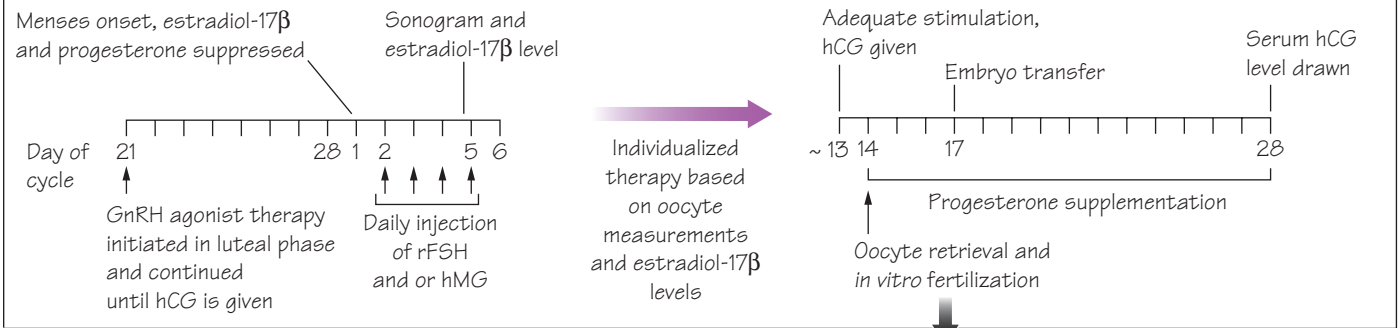 Menses onset, estradiol-17β
and progesterone suppressed
Sonogram and
estradiol-17β level
Day of
cycle
21
28
1
2
5
6
GnRH agonist therapy
initiated in luteal phase
and continued
until hCG is given
Daily injection
of rFSH
and or hMG
Individualized
therapy based
on oocyte
measurements
and estradiol-17β
levels
Adequate stimulation,
hCG given
Embryo transfer
Serum hCG
level drawn
~ 13
14
17
28
Progesterone supplementation
Oocyte retrieval and
in vitro fertilization